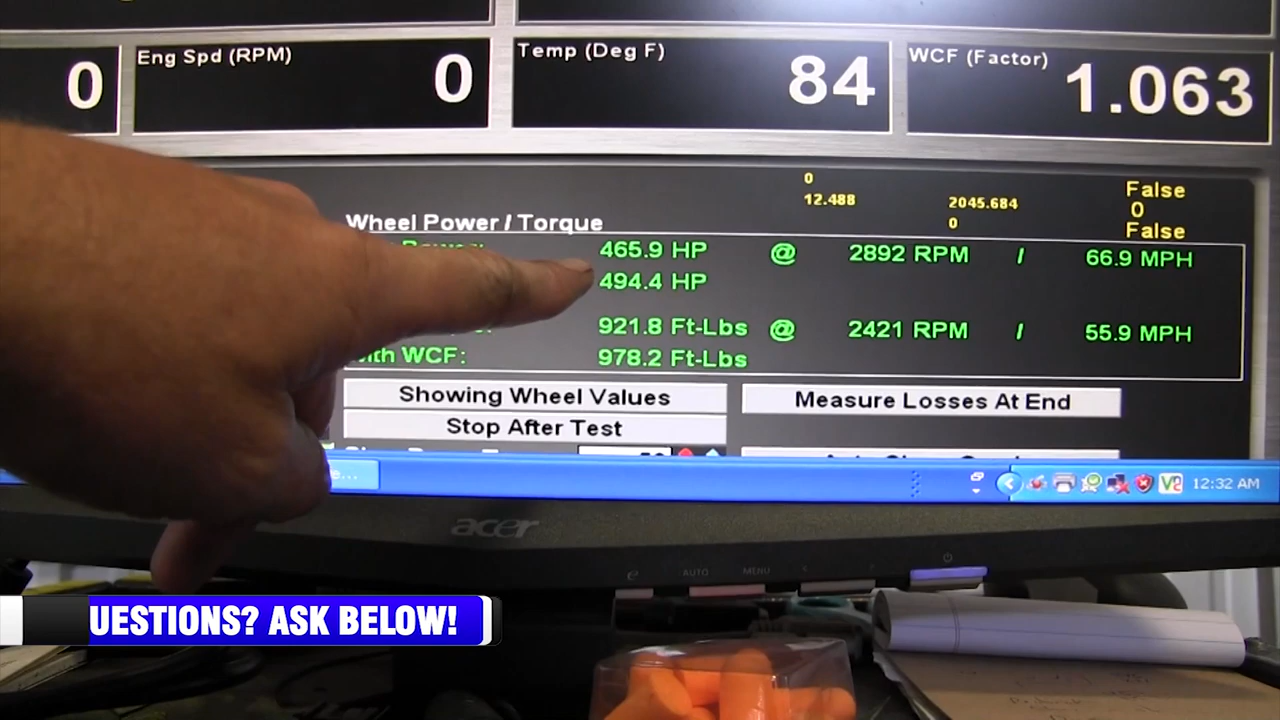 0
Eng Spd (RPM)
0
Temp (Deg F)
84
WCF (Factor)
1.063
0
12.488
2045.684
0
False
0
False
Wheel Power / Torque
465.9 HP @ 2892 RPM / 66.9 MPH
494.4 HP
921.8 Ft-Lbs @ 2421 RPM / 55.9 MPH
With WCF: 978.2 Ft-Lbs
Showing Wheel Values
Measure Losses At End
Stop After Test
12:32 AM
acer
e
AUTO
MENU
UESTIONS? ASK BELOW!